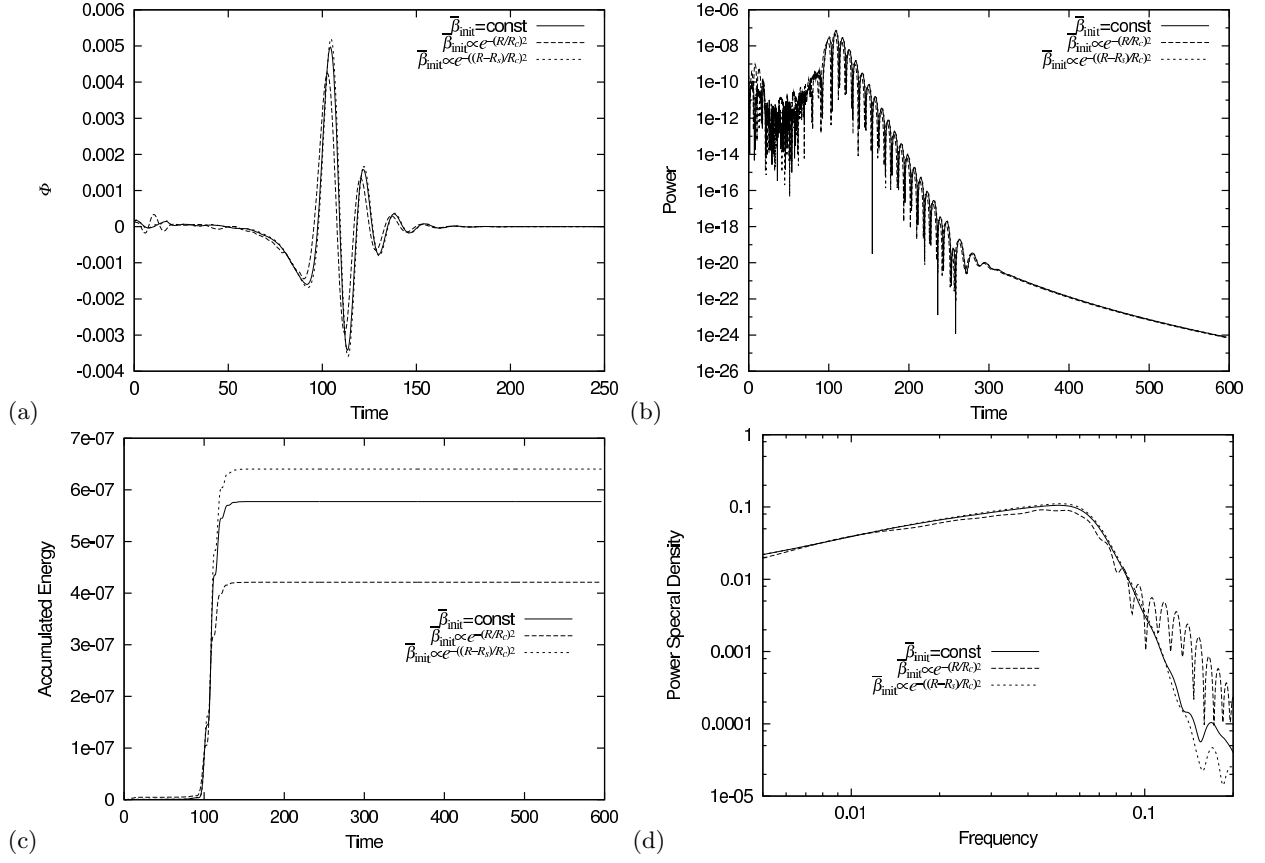 0.006
0.005
0.004
0.003
0.002
0.001
0
-0.001
-0.002
-0.003
-0.004
Φ
0 50 100 150 200 250
Time
β̅init=const
β̅init∝e−(R/Rc)2
β̅init∝e−((R−Rs)/Rc)2
(a)
1e-06
1e-08
1e-10
1e-12
1e-14
1e-16
1e-18
1e-20
1e-22
1e-24
1e-26
Power
0 100 200 300 400 500 600
Time
β̅init=const
β̅init∝e−(R/Rc)2
β̅init∝e−((R−Rs)/Rc)2
(b)
7e-07
6e-07
5e-07
4e-07
3e-07
2e-07
1e-07
0
Accumulated Energy
0 100 200 300 400 500 600
Time
β̅init=const
β̅init∝e−(R/Rc)2
β̅init∝e−((R−Rs)/Rc)2
(c)
1
0.1
0.01
0.001
0.0001
1e-05
Power Specral Density
0.01 0.1
Frequency
β̅init=const
β̅init∝e−(R/Rc)2
β̅init∝e−((R−Rs)/Rc)2
(d)